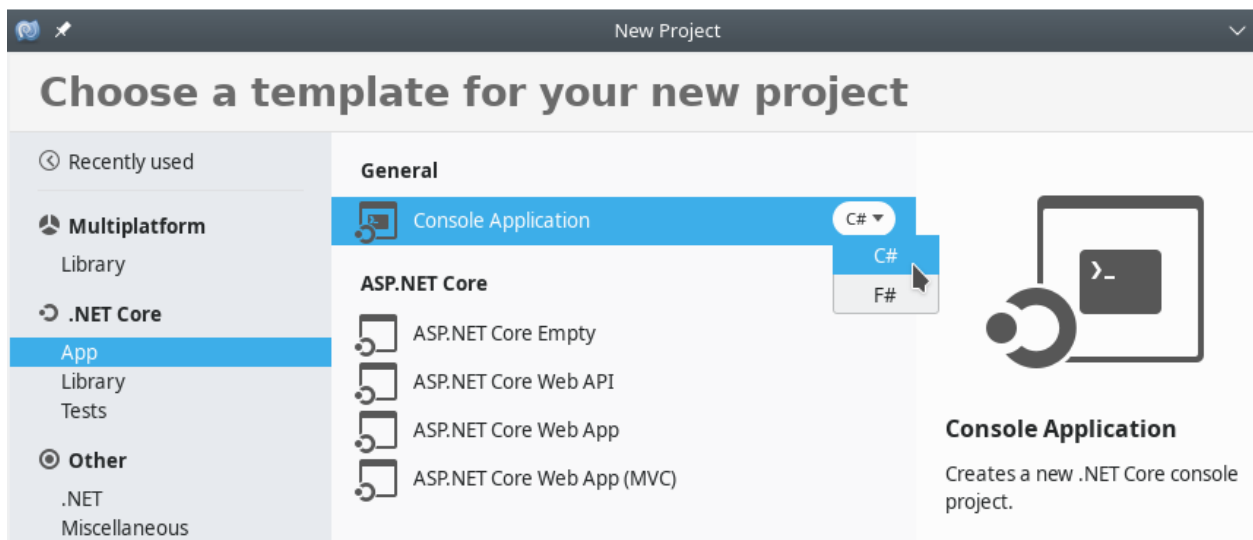 New Project
Choose a template for your new project
Recently used
Multiplatform
Library
.NET Core
App
Library
Tests
Other
.NET
Miscellaneous
General
Console Application C#
C#
F#
ASP.NET Core
ASP.NET Core Empty
ASP.NET Core Web API
ASP.NET Core Web App
ASP.NET Core Web App (MVC)
Console Application
Creates a new .NET Core console
project.